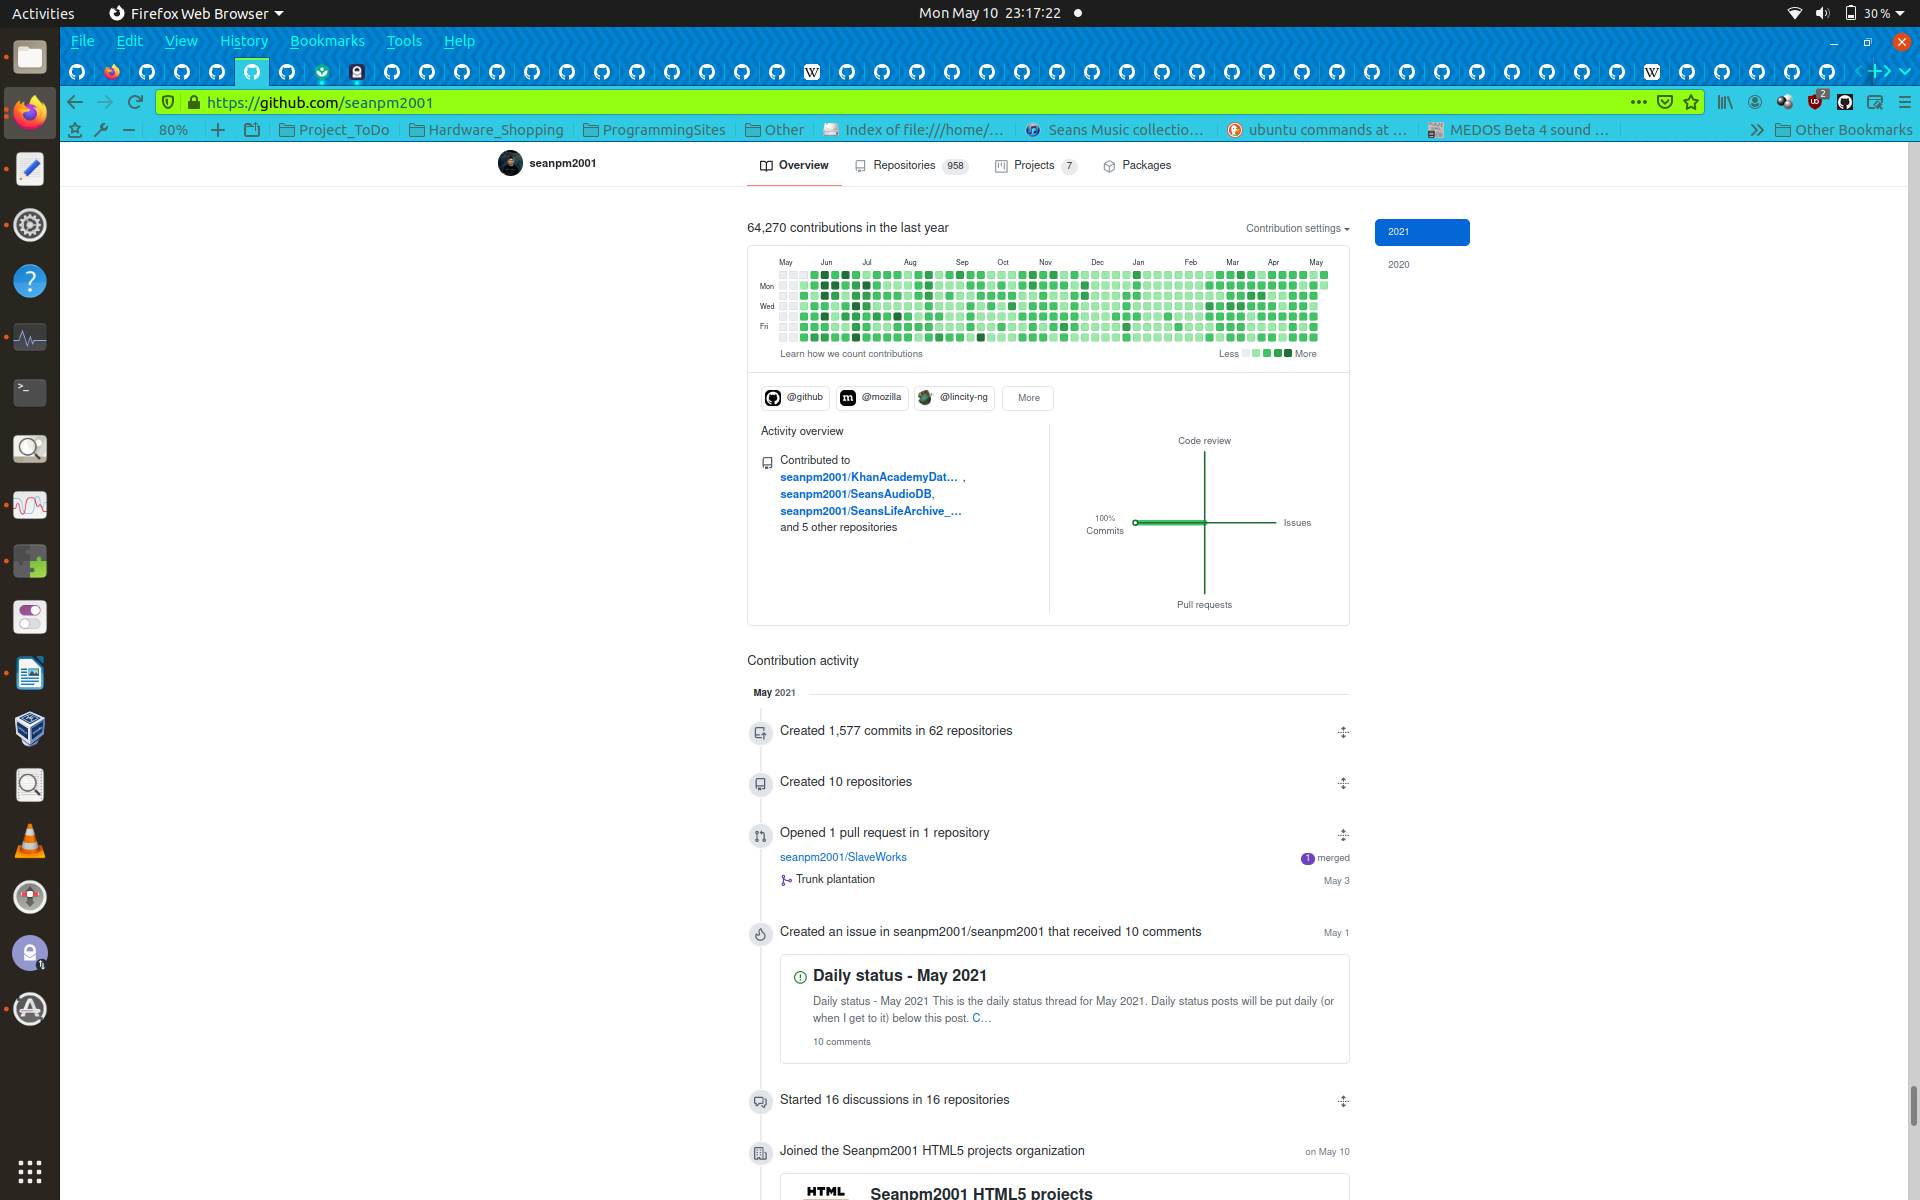 Activities
Firefox Web Browser
Mon May 10 23:17:22
30 %
File Edit View History Bookmarks Tools Help
https://github.com/seanpm2001
2
80%
Project_ToDo
Hardware_Shopping
ProgrammingSites
Other
Index of file:///home/...
Seans Music collectio...
ubuntu commands at ...
MEDOS Beta 4 sound ...
Other Bookmarks
seanpm2001
Overview
Repositories 958
Projects 7
Packages
64,270 contributions in the last year
Contribution settings
2021
2020
May Jun Jul Aug Sep Oct Nov Dec Jan Feb Mar Apr May
Mon
Wed
Fri
Learn how we count contributions
Less More
@github
@mozilla
@lincity-ng
More
Activity overview
Contributed to
seanpm2001/KhanAcademyDat... ,
seanpm2001/SeansAudioDB,
seanpm2001/SeansLifeArchive_...
and 5 other repositories
Code review
100%
Commits
Issues
Pull requests
Contribution activity
May 2021
Created 1,577 commits in 62 repositories
Created 10 repositories
Opened 1 pull request in 1 repository
seanpm2001/SlaveWorks
1 merged
Trunk plantation
May 3
Created an issue in seanpm2001/seanpm2001 that received 10 comments
May 1
Daily status - May 2021
Daily status - May 2021 This is the daily status thread for May 2021. Daily status posts will be put daily (or
when I get to it) below this post. C...
10 comments
Started 16 discussions in 16 repositories
Joined the Seanpm2001 HTML5 projects organization
on May 10
HTML
Seanpm2001 HTML5 projects